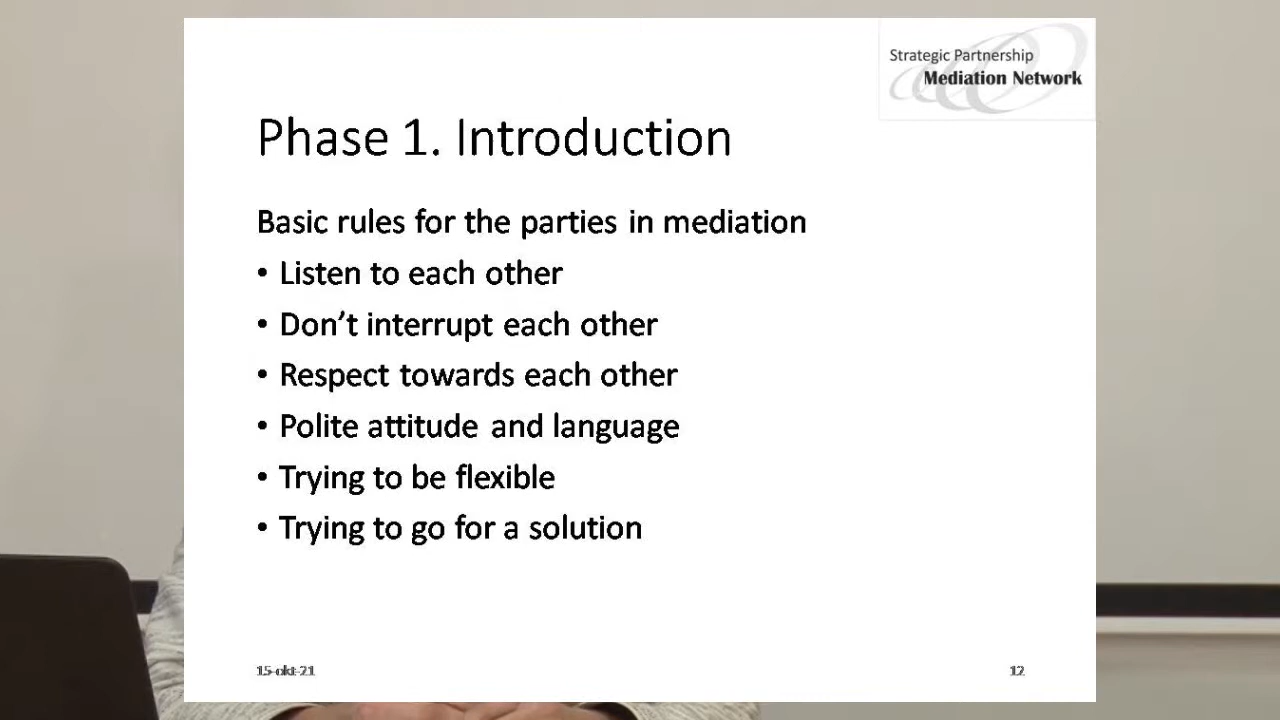 Strategic Partnership
Mediation Network
Phase 1. Introduction
Basic rules for the parties in mediation
• Listen to each other
• Don’t interrupt each other
• Respect towards each other
• Polite attitude and language
• Trying to be flexible
• Trying to go for a solution
15-okt-21
12